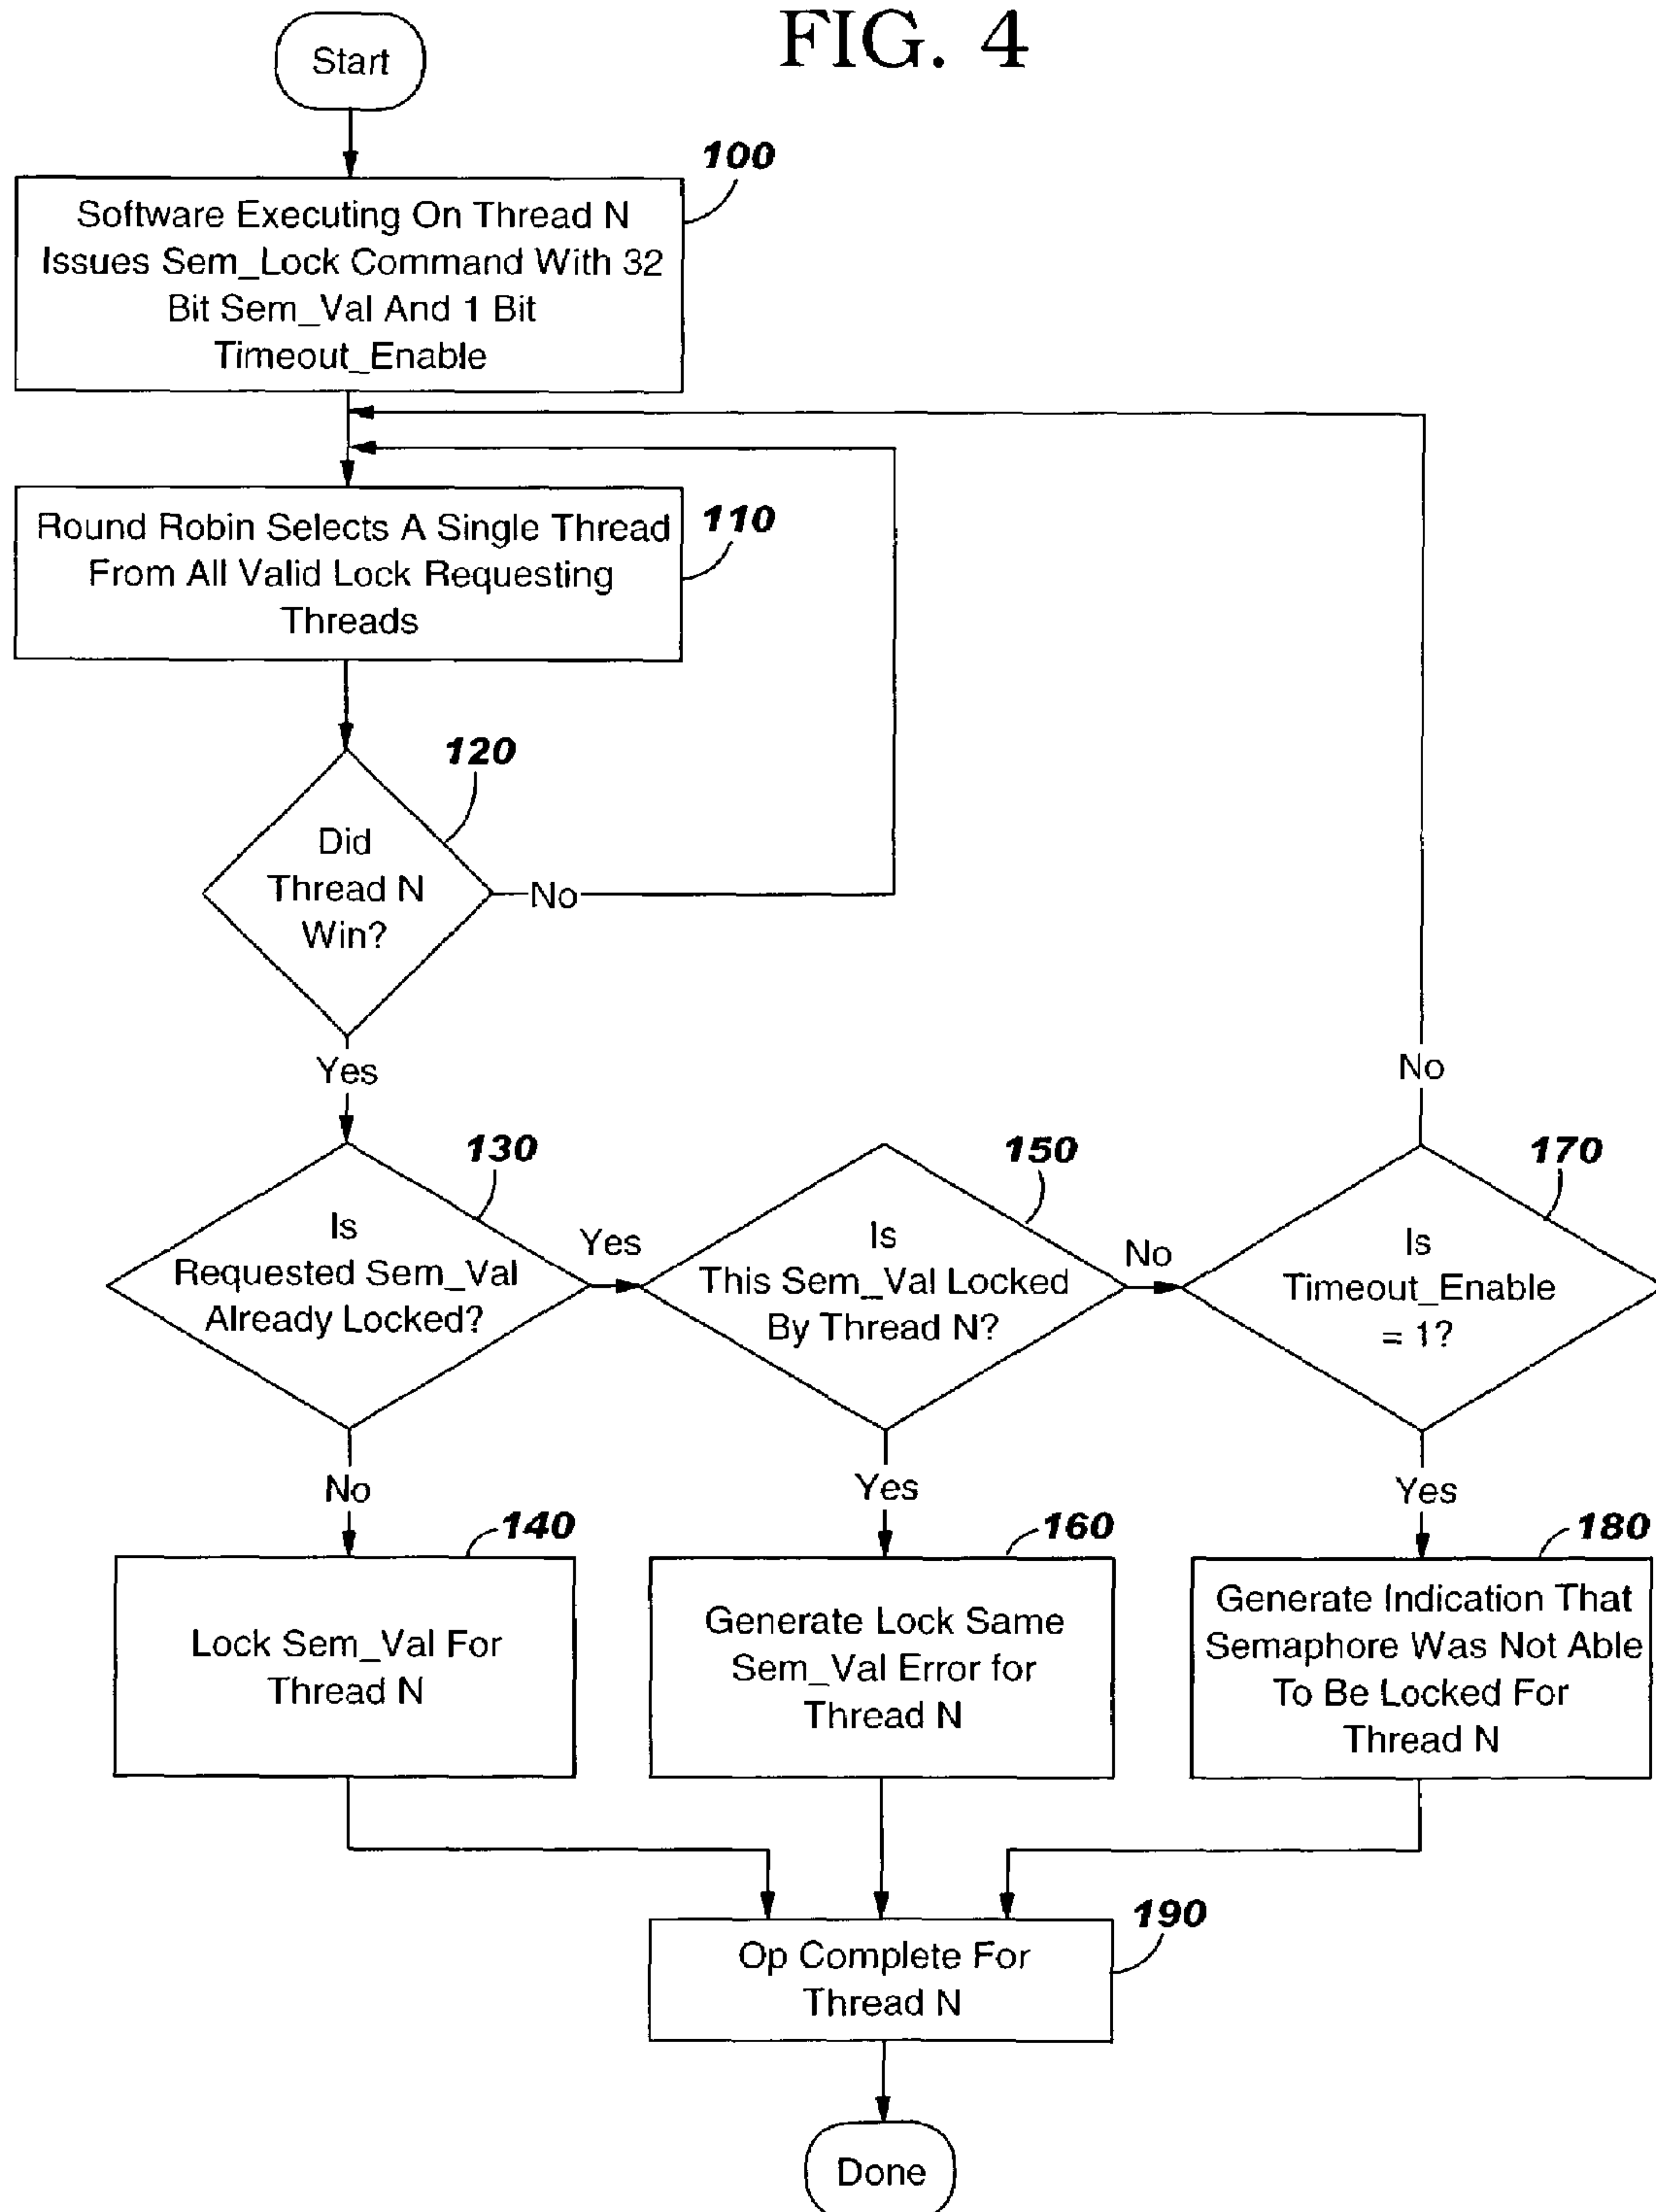 FIG. 4
Start
100
Software Executing On Thread N
Issues Sem_Lock Command With 32
Bit Sem_Val And 1 Bit
Timeout_Enable
110
Round Robin Selects A Single Thread
From All Valid Lock Requesting
Threads
120
Did
Thread N
Win?
No
Yes
No
130
Is
Requested Sem_Val
Already Locked?
Yes
150
Is
This Sem_Val Locked
By Thread N?
No
170
Is
Timeout_Enable
= 1?
No
Yes
Yes
140
Lock Sem_Val For
Thread N
160
Generate Lock Same
Sem_Val Error for
Thread N
180
Generate Indication That
Semaphore Was Not Able
To Be Locked For
Thread N
190
Op Complete For
Thread N
Done